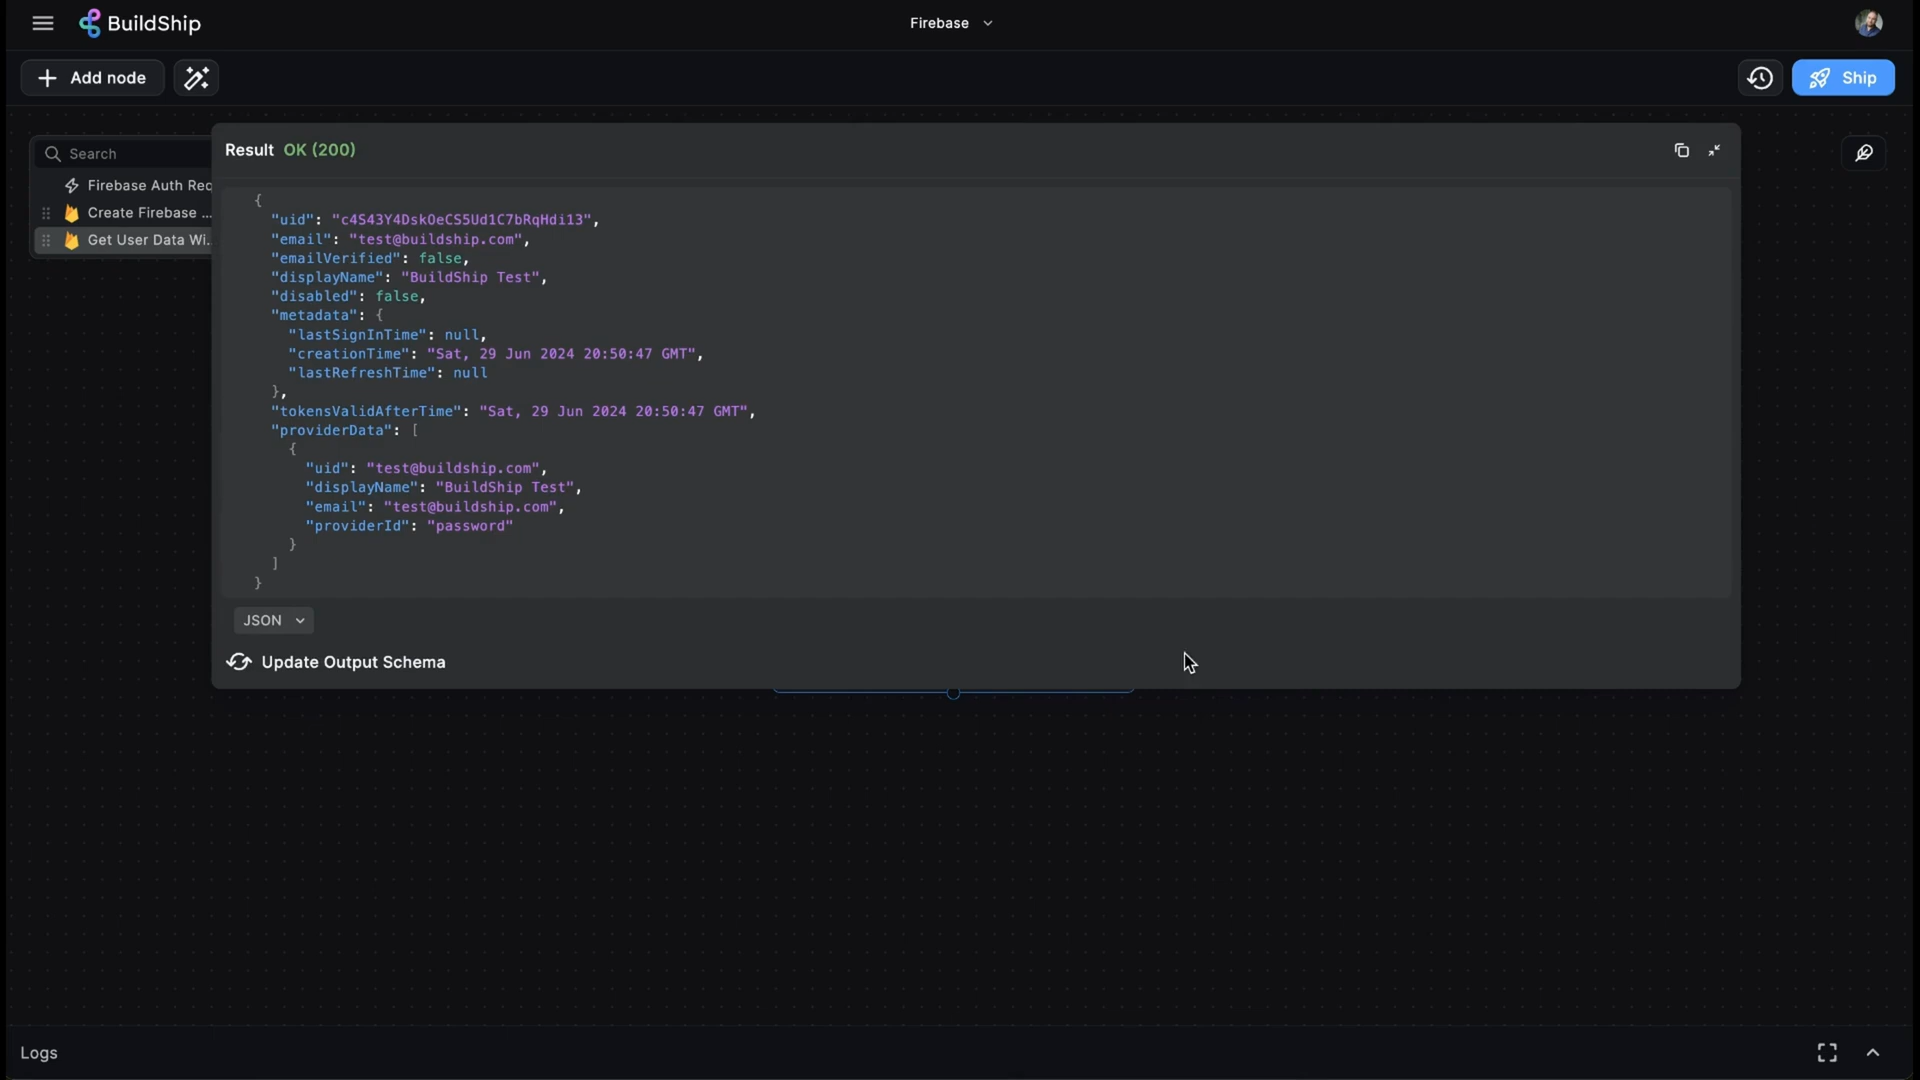 BuildShip
Firebase
Add node
Ship
Search
Firebase Auth Req
Create Firebase ...
Get User Data Wi...
Result OK (200)
{
"uid": "c4S43Y4DskOeCS5Ud1C7bRqHdi13",
"email": "test@buildship.com",
"emailVerified": false,
"displayName": "BuildShip Test",
"disabled": false,
"metadata": {
"lastSignInTime": null,
"creationTime": "Sat, 29 Jun 2024 20:50:47 GMT",
"lastRefreshTime": null
},
"tokensValidAfterTime": "Sat, 29 Jun 2024 20:50:47 GMT",
"providerData": [
{
"uid": "test@buildship.com",
"displayName": "BuildShip Test",
"email": "test@buildship.com",
"providerId": "password"
}
]
}
JSON
Update Output Schema
Logs